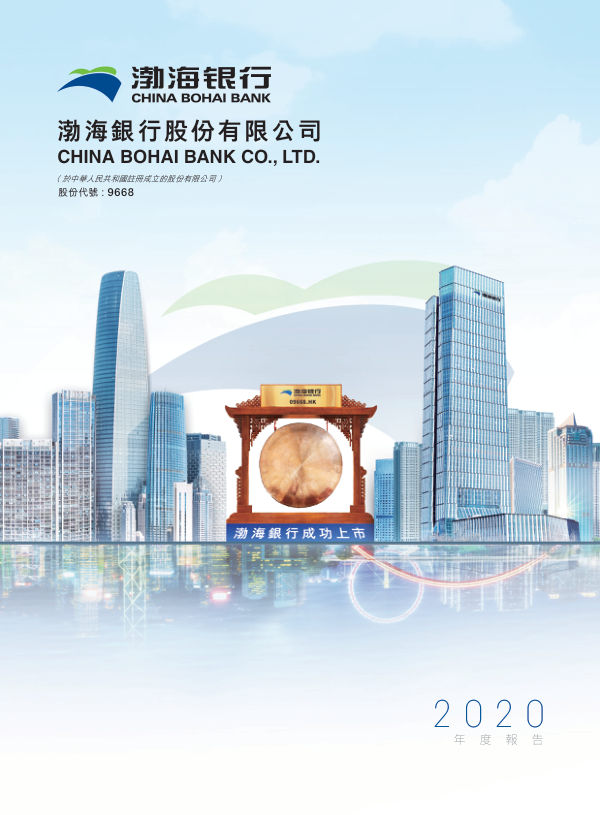 渤海银行
CHINA BOHAI BANK
渤海銀行股份有限公司
CHINA BOHAI BANK CO., LTD.
（於中華人民共和國註冊成立的股份有限公司）
股份代號 : 9668
渤海银行
CHINA BOHAI BANK
09668.HK
渤海銀行成功上市
2020
年度報告